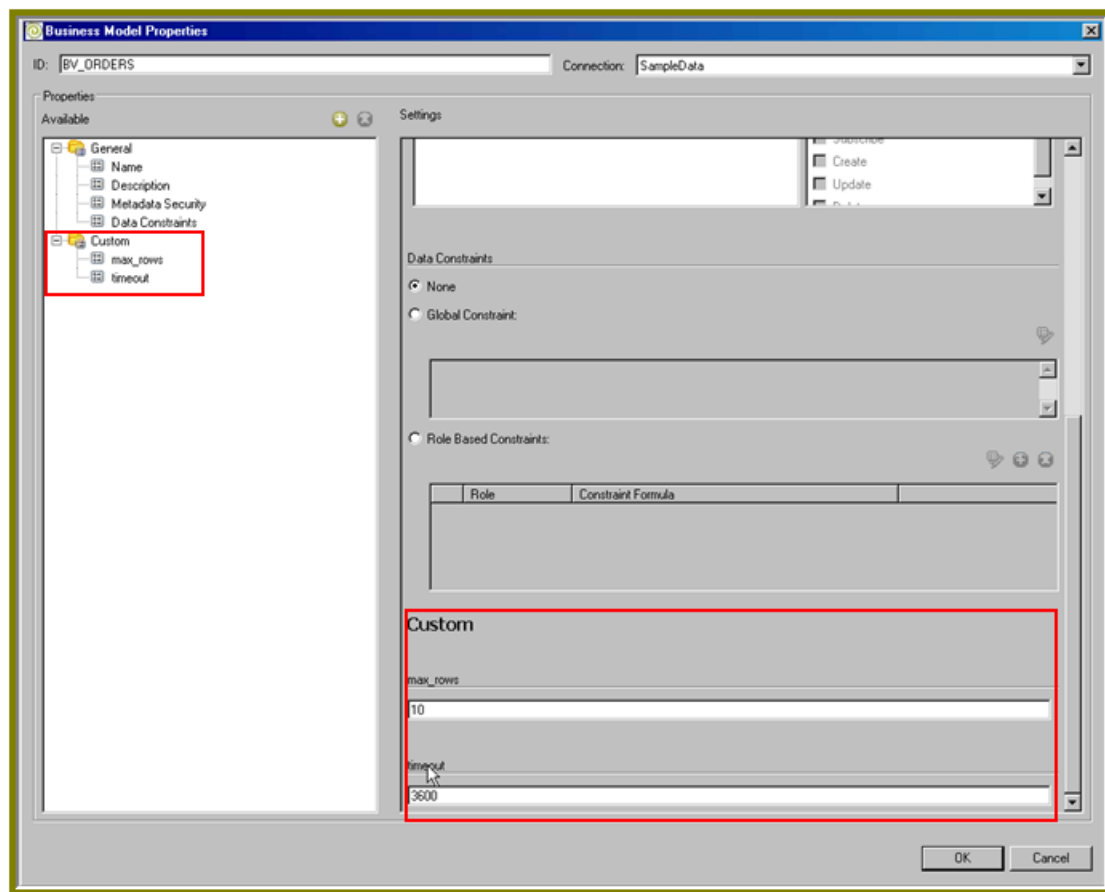 Business Model Properties
ID: BV_ORDERS Connection: SampleData
Properties
Available
Settings
General
Name
Description
Metadata Security
Data Constraints
Custom
max_rows
timeout
Subscribe
Create
Update
Data Constraints
None
Global Constraint:
Role Based Constraints:
Role Constraint Formula
Custom
max_rows
10
timeout
3600
OK Cancel